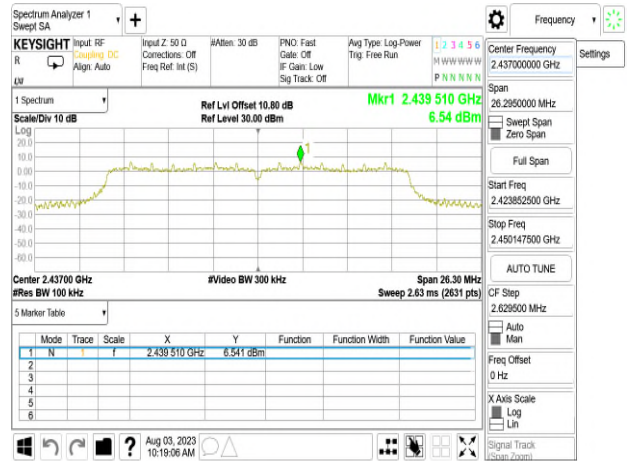 Spectrum Analyzer 1
Swept SA
+
Frequency
KEYSIGHT
R
Input: RF
Coupling: DC
Align: Auto
Input Z: 50 Ω
Corrections: Off
Freq Ref: Int (S)
#Atten: 30 dB
PNO: Fast
Gate: Off
IF Gain: Low
Sig Track: Off
Avg Type: Log-Power
Trig: Free Run
1 2 3 4 5 6
M W W W W W
P N N N N N
Center Frequency
2.437000000 GHz
Settings
Span
26.2950000 MHz
Swept Span
Zero Span
Full Span
Start Freq
2.423852500 GHz
Stop Freq
2.450147500 GHz
AUTO TUNE
CF Step
2.629500 MHz
Auto
Man
Freq Offset
0 Hz
X Axis Scale
Log
Lin
Signal Track
(Span Zoom)
1 Spectrum
Scale/Div 10 dB
Ref Lvl Offset 10.80 dB
Ref Level 30.00 dBm
Mkr1 2.439 510 GHz
6.54 dBm
Log
20.0
10.0
0.00
-10.0
-20.0
-30.0
-40.0
-50.0
-60.0
1
Center 2.43700 GHz
#Res BW 100 kHz
#Video BW 300 kHz
Span 26.30 MHz
Sweep 2.63 ms (2631 pts)
5 Marker Table
Mode Trace Scale X Y Function Function Width Function Value
1 N 1 f 2.439 510 GHz 6.541 dBm
2
3
4
5
6
?
Aug 03, 2023
10:19:06 AM